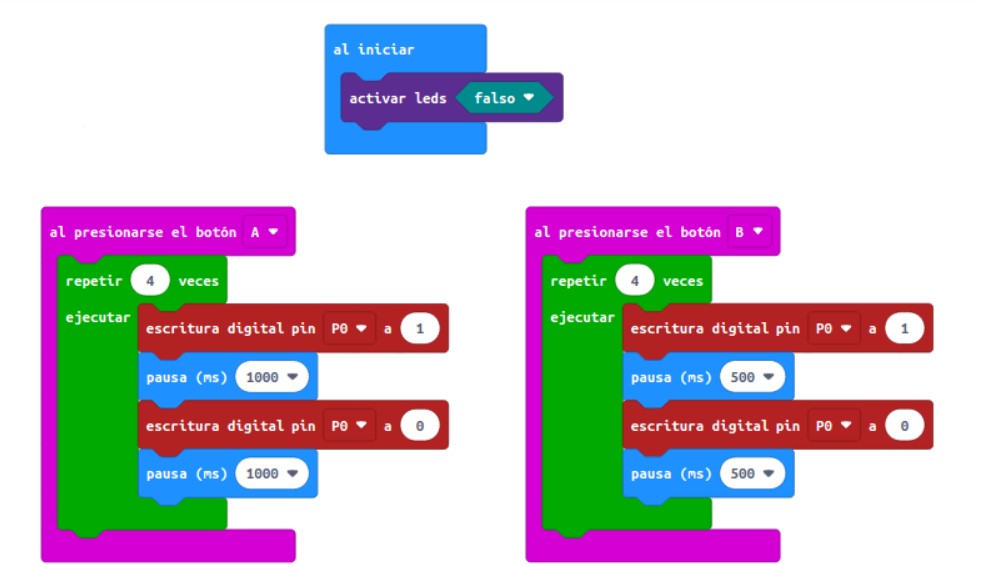 al iniciar
activar leds falso
al presionarse el botón A
repetir 4 veces
ejecutar
escritura digital pin P0 a 1
pausa (ms) 1000
escritura digital pin P0 a 0
pausa (ms) 1000
al presionarse el botón B
repetir 4 veces
ejecutar
escritura digital pin P0 a 1
pausa (ms) 500
escritura digital pin P0 a 0
pausa (ms) 500